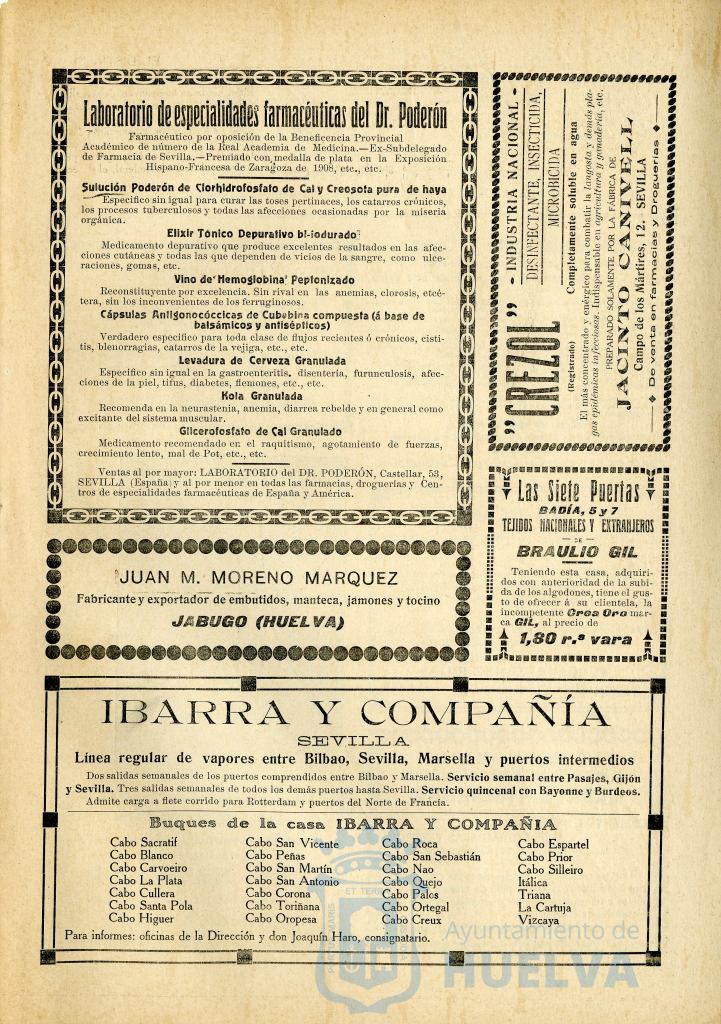 Laboratorio de especialidades farmacéuticas del Dr. Poderón
Farmacéutico por oposición de la Beneficencia Provincial
Académico de número de la Real Academia de Medicina.—Ex-Subdelegado
de Farmacia de Sevilla.—Premiado con medalla de plata en la Exposición
Hispano-Francesa de Zaragoza de 1908, etc., etc.
Sulución Poderón de Clorhidrofosfato de Cal y Creosota pura de haya
Específico sin igual para curar las toses pertinaces, los catarros crónicos,
los procesos tuberculosos y todas las afecciones ocasionadas por la miseria
orgánica.
Elixir Tónico Depurativo bi-iodurado
Medicamento depurativo que produce excelentes resultados en las afec-
ciones cutáneas y todas las que dependen de vicios de la sangre, como ulce-
raciones, gomas, etc.
Vino de Hemoglobina Peptonizado
Reconstituyente por excelencia. Sin rival en las anemias, clorosis, etcé-
tera, sin los inconvenientes de los ferruginosos.
Cápsulas Antigonocóccicas de Cubebina compuesta (á base de
balsámicos y antisépticos)
Verdadero específico para toda clase de flujos recientes ó crónicos, cisti-
tis, blenorragias, catarros de la vejiga, etc., etc.
Levadura de Cerveza Granulada
Específico sin igual en la gastroenteritis, disentería, furunculosis, afec-
ciones de la piel, tifus, diabetes, flemones, etc., etc.
Kola Granulada
Recomenda en la neurastenia, anemia, diarrea rebelde y en general como
excitante del sistema muscular.
Glicerofosfato de Cal Granulado
Medicamento recomendado en el raquitismo, agotamiento de fuerzas,
crecimiento lento, mal de Pot, etc., etc.
Ventas al por mayor: LABORATORIO del DR. PODERÓN, Castellar, 53,
SEVILLA (España) y al por menor en todas las farmacias, droguerías y Cen-
tros de especialidades farmacéuticas de España y América.
„CREZOL” - INDUSTRIA NACIONAL -
(Registrado)
DESINFECTANTE, INSECTICIDA,
MICROBICIDA
Completamente soluble en agua
El más concentrado y enérgico para combatir la langosta y demás pla-
gas epidémicas infecciosas. Indispensable en agricultura y ganadería, etc.
PREPARADO SOLAMENTE POR LA FÁBRICA DE
JACINTO CANIVELL
Campo de los Mártires, 12. SEVILLA
◆ De venta en farmacias y Droguerías ◆
Las Siete Puertas
BADÍA, 5 y 7
TEJIDOS NACIONALES Y EXTRANJEROS
— DE —
BRAULIO GIL
Teniendo esta casa, adquiri-
dos con anterioridad de la subi-
da de los algodones, tiene el gus-
to de ofrecer á su clientela, la
incompetente Crea Oro mar-
ca GIL, al precio de
1,80 r.ª vara
JUAN M. MORENO MARQUEZ
Fabricante y exportador de embutidos, manteca, jamones y tocino
JABUGO (HUELVA)
IBARRA Y COMPAÑÍA
SEVILLA
Línea regular de vapores entre Bilbao, Sevilla, Marsella y puertos intermedios
Dos salidas semanales de los puertos comprendidos entre Bilbao y Marsella. Servicio semanal entre Pasajes, Gijón
y Sevilla. Tres salidas semanales de todos los demás puertos hasta Sevilla. Servicio quincenal con Bayonne y Burdeos.
Admite carga a flete corrido para Rotterdam y puertos del Norte de Francia.
Buques de la casa IBARRA Y COMPAÑIA
Cabo Sacratif
Cabo Blanco
Cabo Carvoeiro
Cabo La Plata
Cabo Cullera
Cabo Santa Pola
Cabo Higuer
Cabo San Vicente
Cabo Peñas
Cabo San Martín
Cabo San Antonio
Cabo Corona
Cabo Toriñana
Cabo Oropesa
Cabo Roca
Cabo San Sebastián
Cabo Nao
Cabo Quejo
Cabo Palos
Cabo Ortegal
Cabo Creux
Cabo Espartel
Cabo Prior
Cabo Silleiro
Itálica
Triana
La Cartuja
Vizcaya
Para informes: oficinas de la Dirección y don Joaquín Haro, consignatario.
Ayuntamiento de
HUELVA